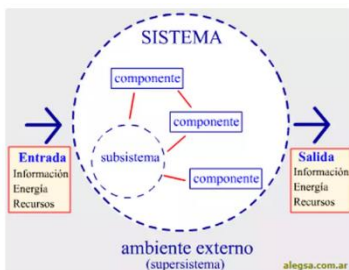 SISTEMA
componente
componente
subsistema
componente
Entrada
Información
Energía
Recursos
Salida
Información
Energía
Recursos
ambiente externo
(supersistema)
alegsa.com.ar